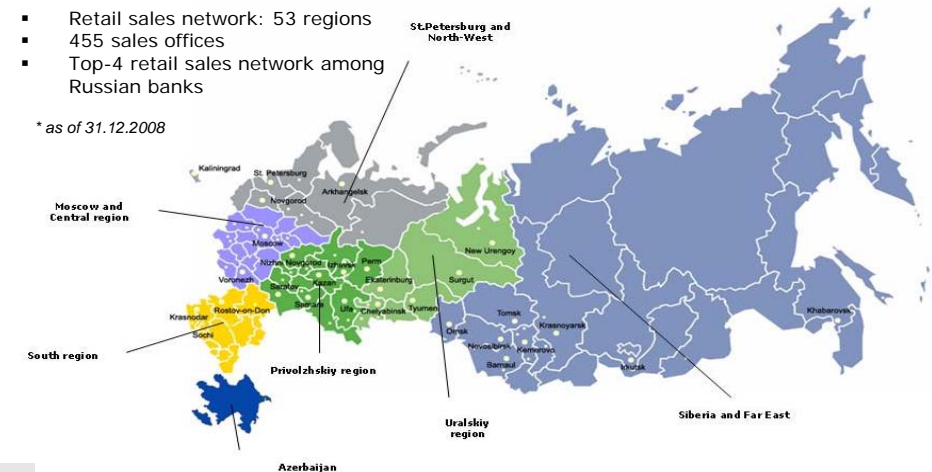 ▪ Retail sales network: 53 regions
▪ 455 sales offices
▪ Top-4 retail sales network among
Russian banks
* as of 31.12.2008
St.Petersburg and
North-West
Kaliningrad
St. Petersburg
Arkhangelsk
Novgorod
Moscow and
Central region
Moscow
New Urengoy
Nizhni Novgorod
Izhevsk
Perm
Voronezh
Kazan
Ekaterinburg
Surgut
Saratov
Samara
Ufa
Chelyabinsk
Tyumen
Krasnodar
Rostov-on-Don
Sochi
Tomsk
Khabarovsk
Omsk
Krasnoyarsk
Novosibirsk
Kemerovo
Barnaul
Irkutsk
South region
Privolzhskiy region
Uralskiy
region
Siberia and Far East
Azerbaijan